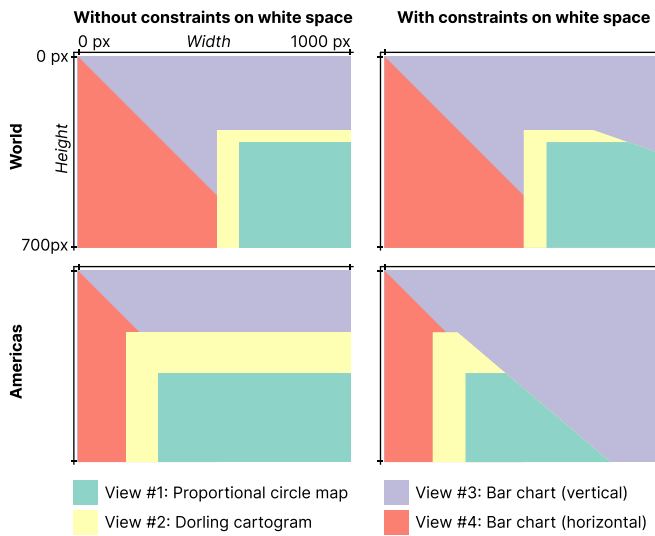 Without constraints on white space
With constraints on white space
0 px
Width
1000 px
0 px
World
Height
700px
Americas
View #1: Proportional circle map
View #3: Bar chart (vertical)
View #2: Dorling cartogram
View #4: Bar chart (horizontal)